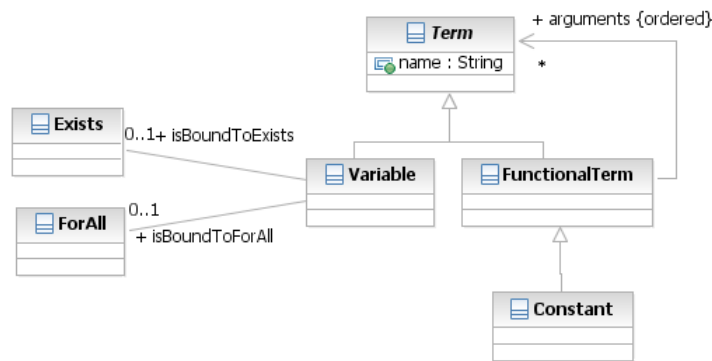 + arguments {ordered}
Term
name : String
*
Exists
0..1 + isBoundToExists
Variable
FunctionalTerm
ForAll
0..1
+ isBoundToForAll
Constant